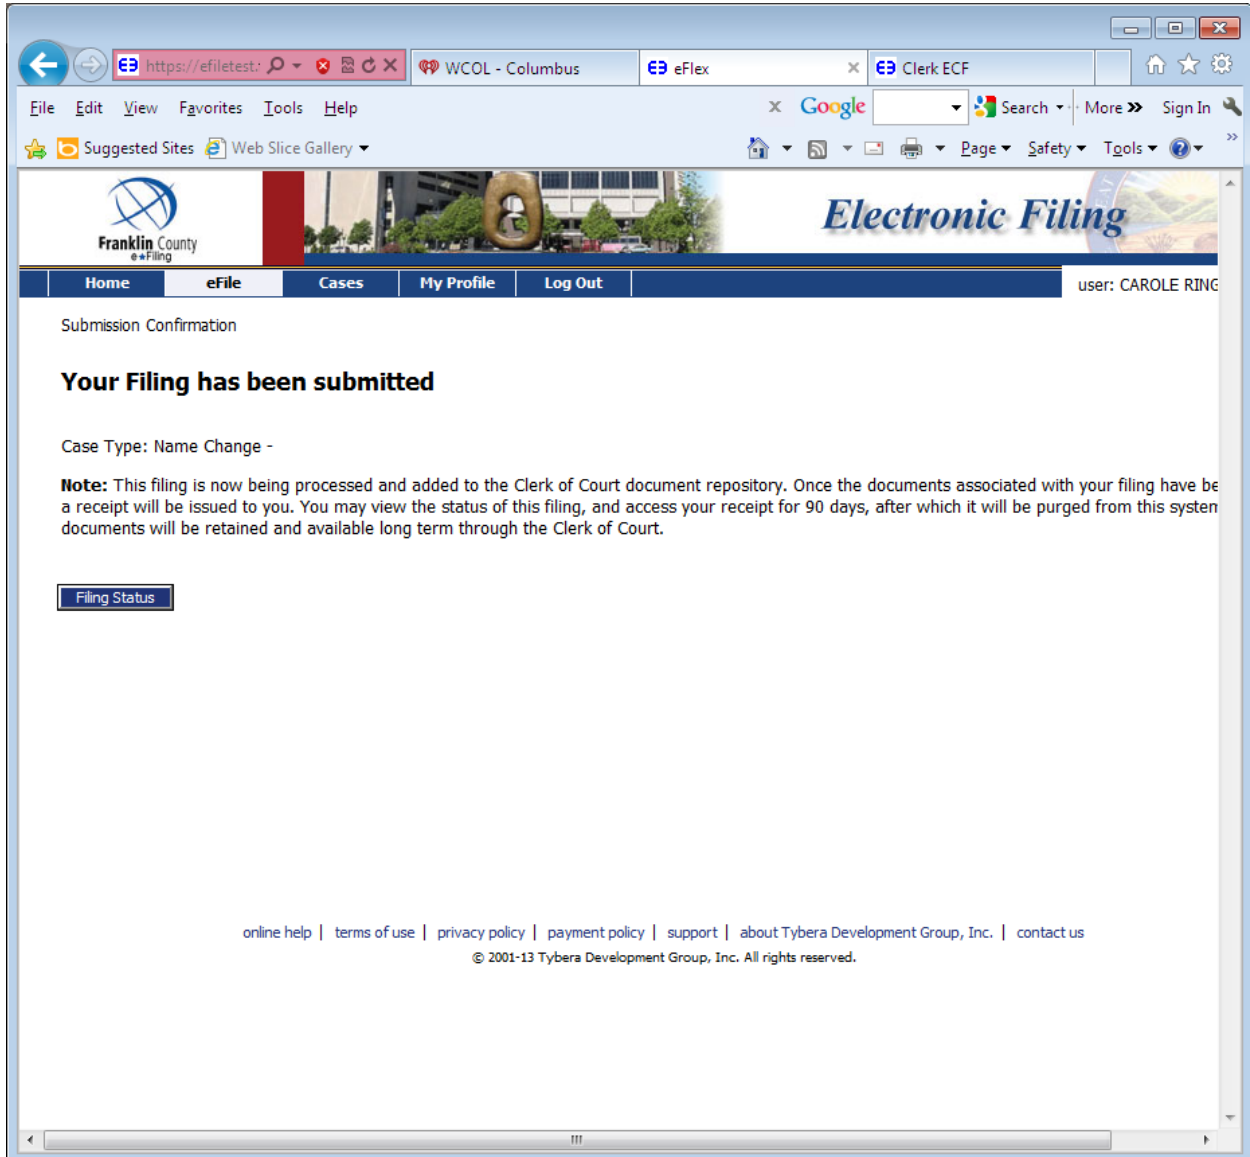 https://efiletest:
WCOL - Columbus
eFlex
Clerk ECF
File Edit View Favorites Tools Help
x Google Search More » Sign In
Suggested Sites Web Slice Gallery
Page Safety Tools
Franklin County
e★Filing
Electronic Filing
Home eFile Cases My Profile Log Out
user: CAROLE RING
Submission Confirmation
Your Filing has been submitted
Case Type: Name Change -
Note: This filing is now being processed and added to the Clerk of Court document repository. Once the documents associated with your filing have be
a receipt will be issued to you. You may view the status of this filing, and access your receipt for 90 days, after which it will be purged from this system
documents will be retained and available long term through the Clerk of Court.
Filing Status
online help | terms of use | privacy policy | payment policy | support | about Tybera Development Group, Inc. | contact us
© 2001-13 Tybera Development Group, Inc. All rights reserved.